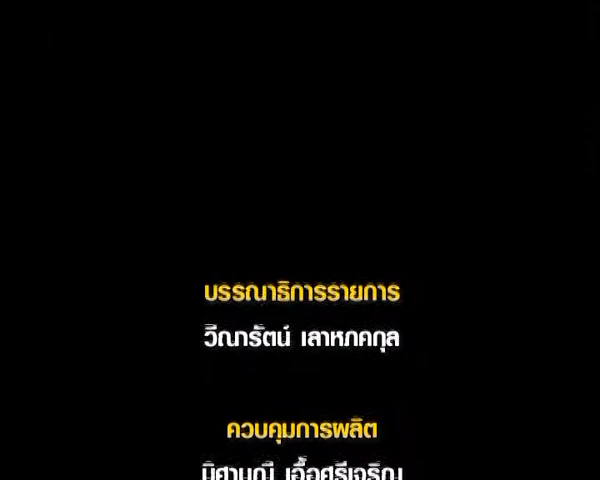 บรรณาธิการรายการ
วีณารัตน์ เลาหภคกุล
ควบคุมการผลิต
นิศามณี เอื้อศรีเจริญ